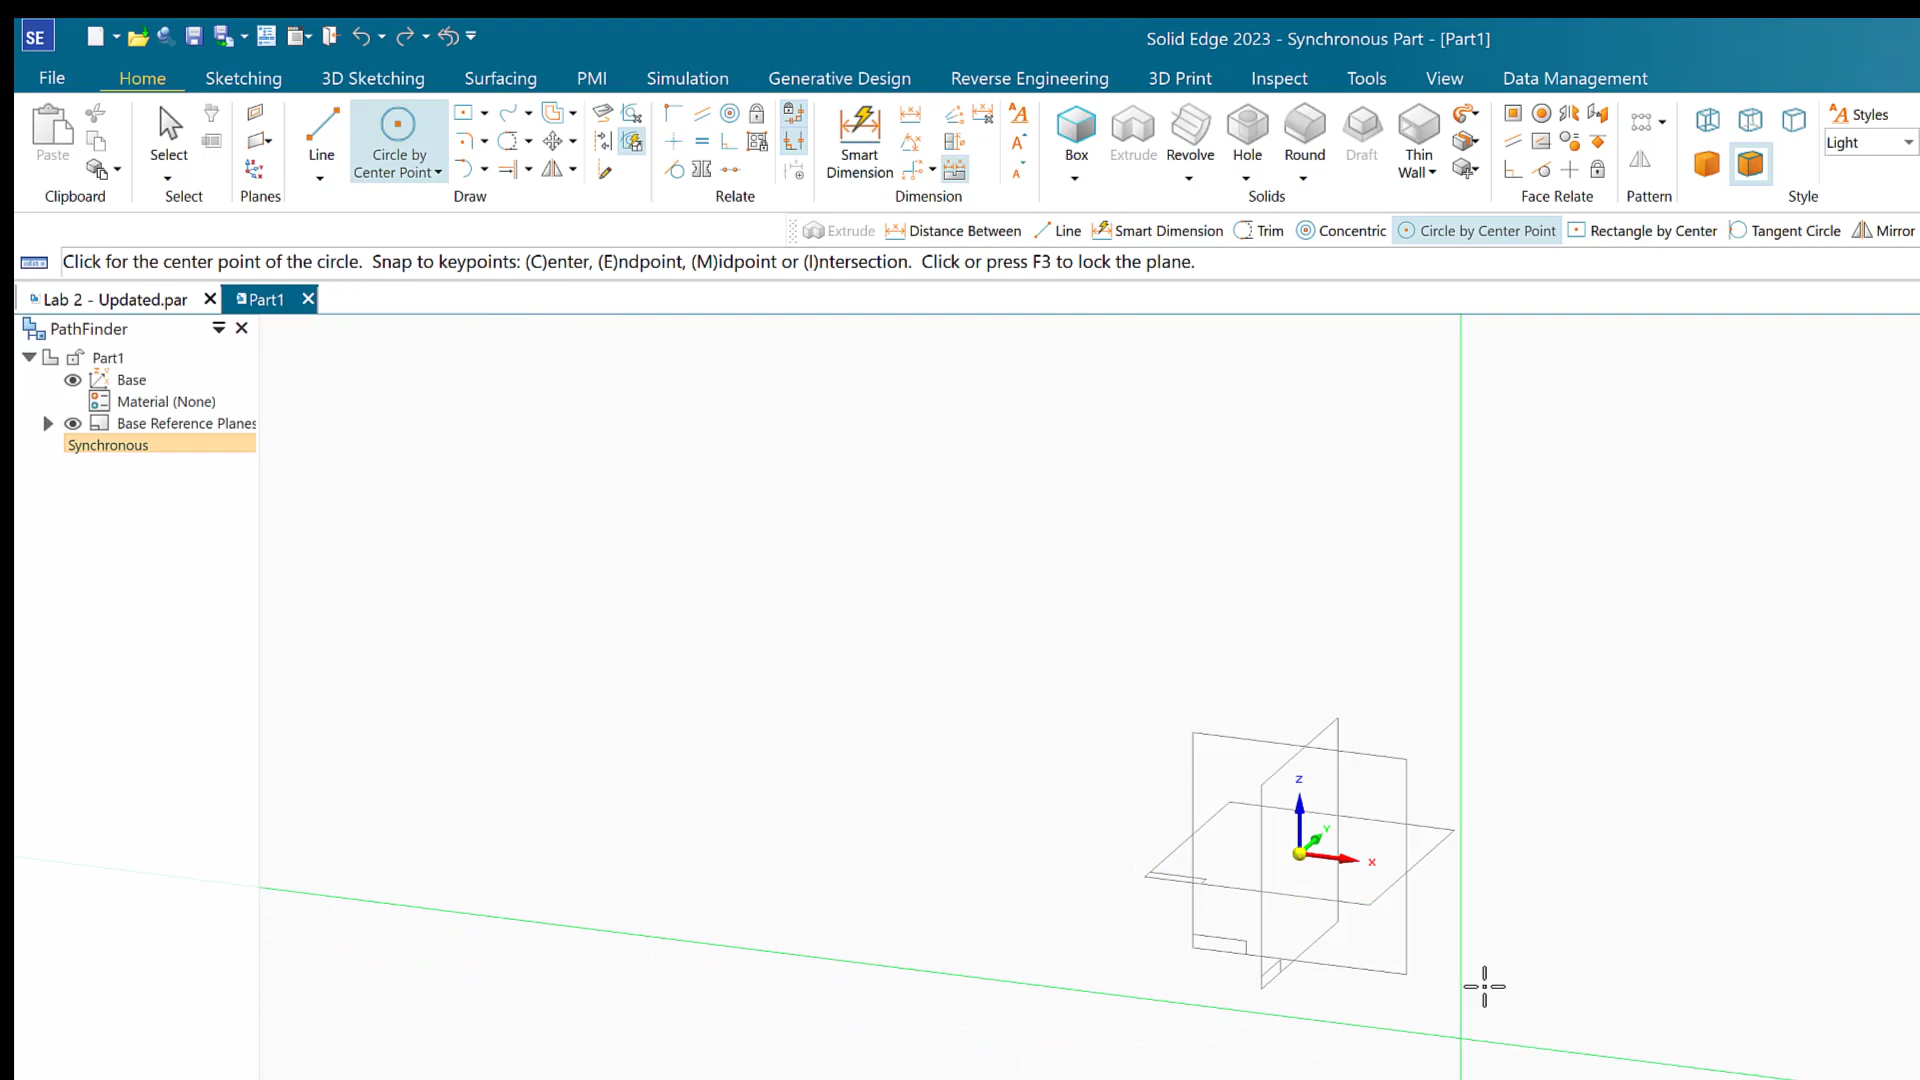 SE
Solid Edge 2023 - Synchronous Part - [Part1]
File Home Sketching 3D Sketching Surfacing PMI Simulation Generative Design Reverse Engineering 3D Print Inspect Tools View Data Management
Paste
Clipboard
Select
Select
Planes
Line
Circle by
Center Point
Draw
Relate
Smart
Dimension
Dimension
Box
Extrude
Revolve
Hole
Round
Draft
Thin
Wall
Solids
Face Relate
Pattern
Styles
Light
Style
Extrude Distance Between Line Smart Dimension Trim Concentric Circle by Center Point Rectangle by Center Tangent Circle Mirror
Click for the center point of the circle. Snap to keypoints: (C)enter, (E)ndpoint, (M)idpoint or (I)ntersection. Click or press F3 to lock the plane.
Lab 2 - Updated.par Part1
PathFinder
Part1
Base
Material (None)
Base Reference Planes
Synchronous
Z
Y
X